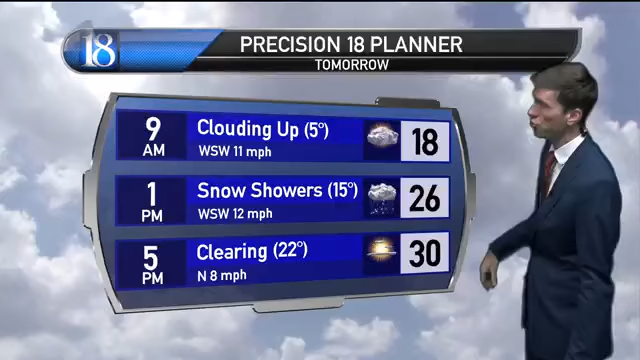 18
PRECISION 18 PLANNER
TOMORROW
9 AM
Clouding Up (5°)
WSW 11 mph
18
1 PM
Snow Showers (15°)
WSW 12 mph
26
5 PM
Clearing (22°)
N 8 mph
30